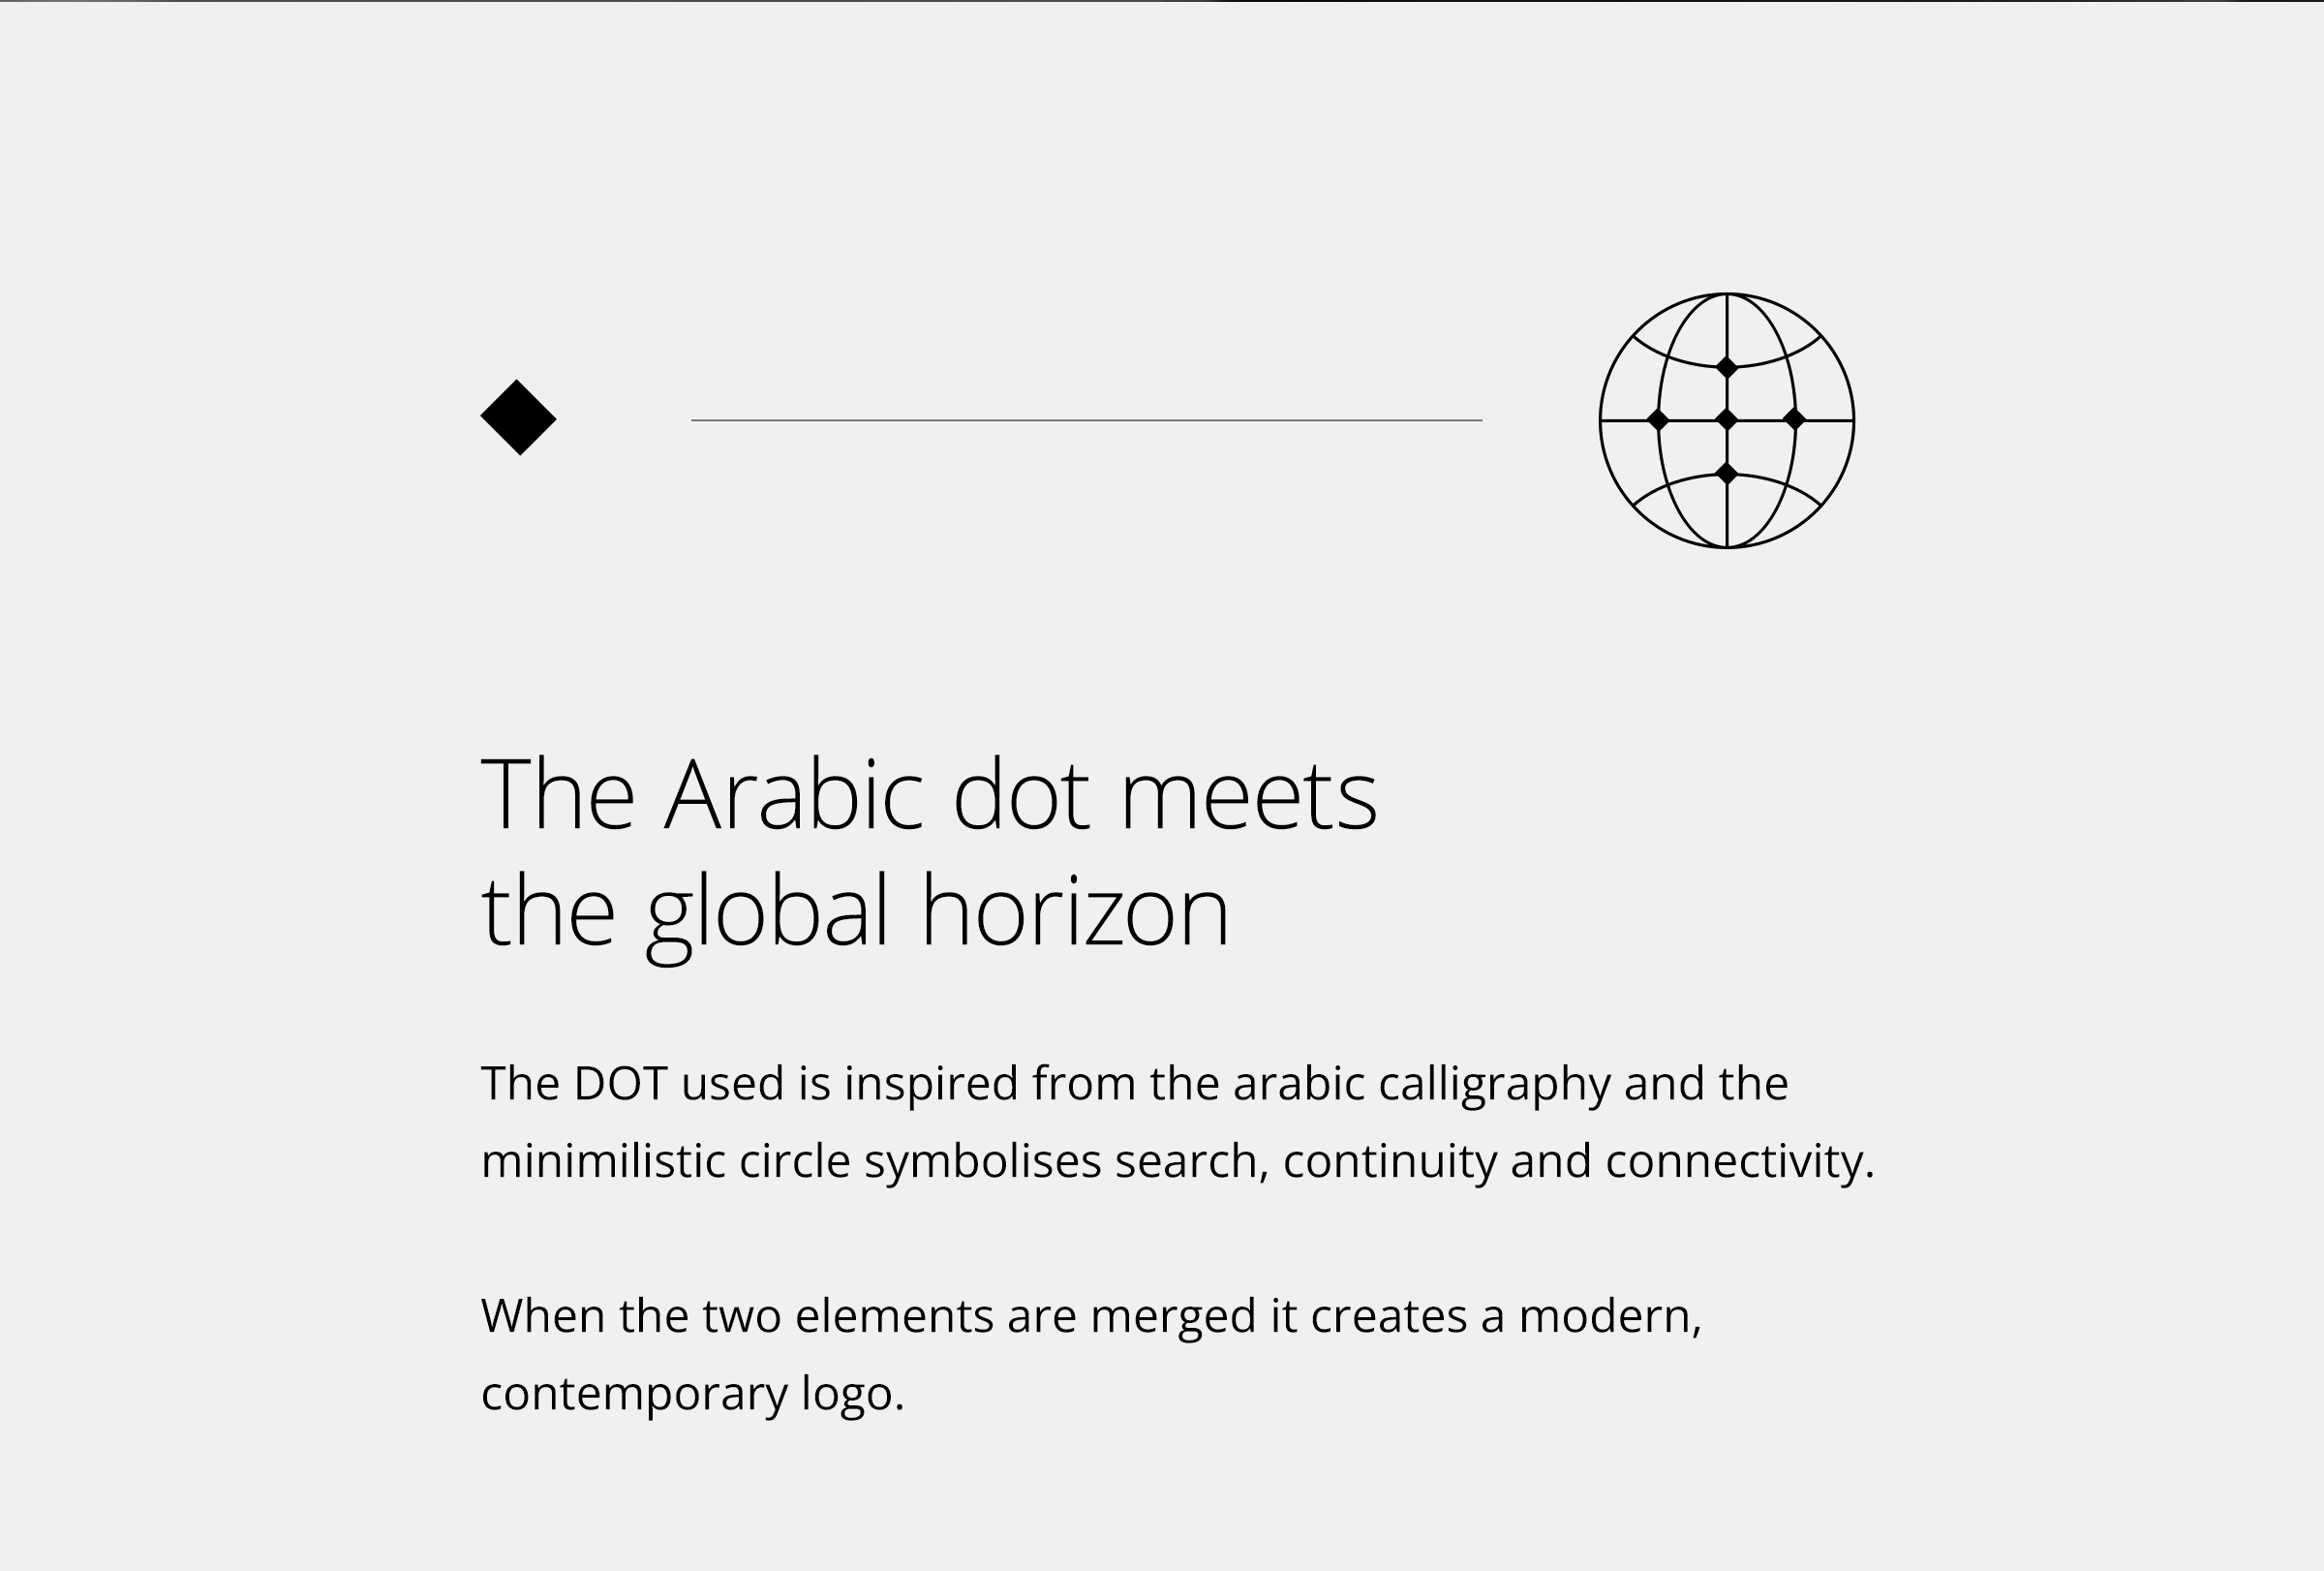 The Arabic dot meets
the global horizon
The DOT used is inspired from the arabic calligraphy and the
minimilistic circle symbolises search, continuity and connectivity.
When the two elements are merged it creates a modern,
contemporary logo.